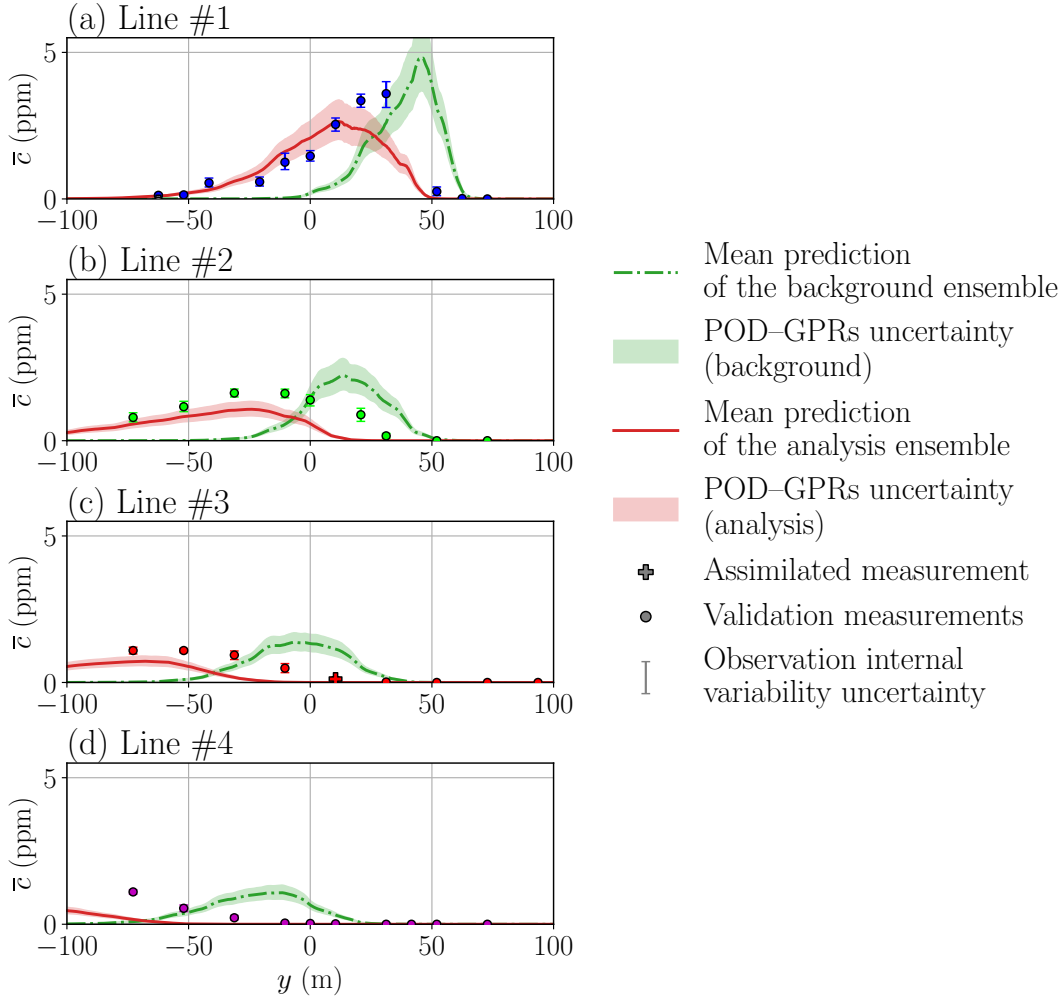 (a) Line #1
c̅ (ppm)
5
0
−100 −50 0 50 100
(b) Line #2
c̅ (ppm)
5
0
−100 −50 0 50 100
(c) Line #3
c̅ (ppm)
5
0
−100 −50 0 50 100
(d) Line #4
c̅ (ppm)
5
0
−100 −50 0 50 100
y (m)
Mean prediction
of the background ensemble
POD–GPRs uncertainty
(background)
Mean prediction
of the analysis ensemble
POD–GPRs uncertainty
(analysis)
Assimilated measurement
Validation measurements
Observation internal
variability uncertainty